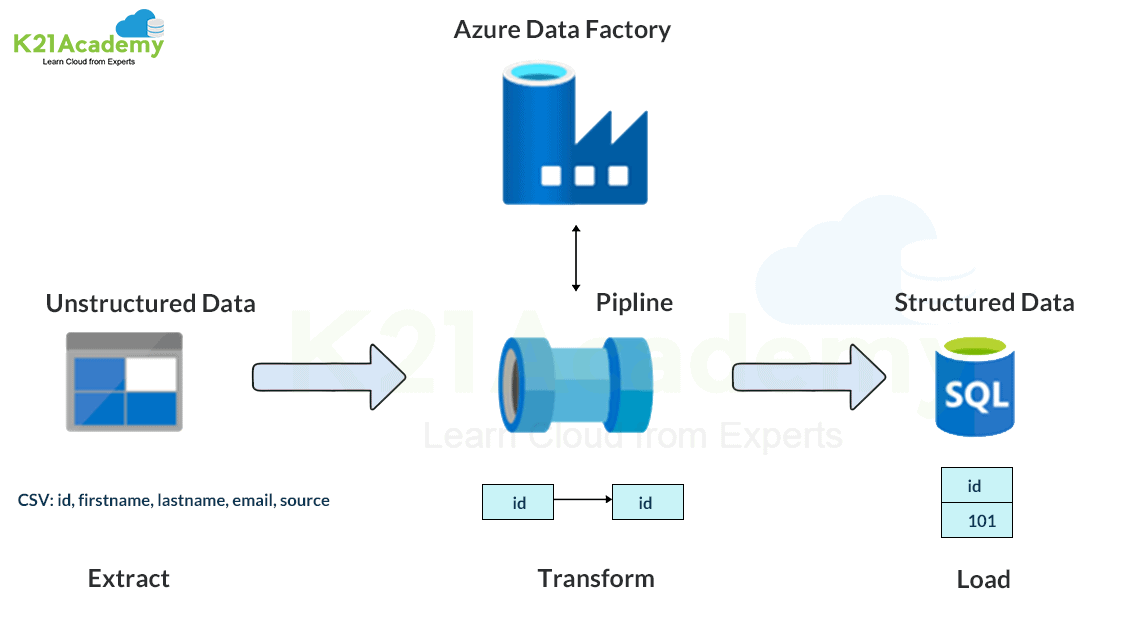 K21Academy
Learn Cloud from Experts
Azure Data Factory
Unstructured Data
Pipline
Structured Data
K21Academy
SQL
Learn Cloud from Experts
CSV: id, firstname, lastname, email, source
id
id
id
101
Extract
Transform
Load